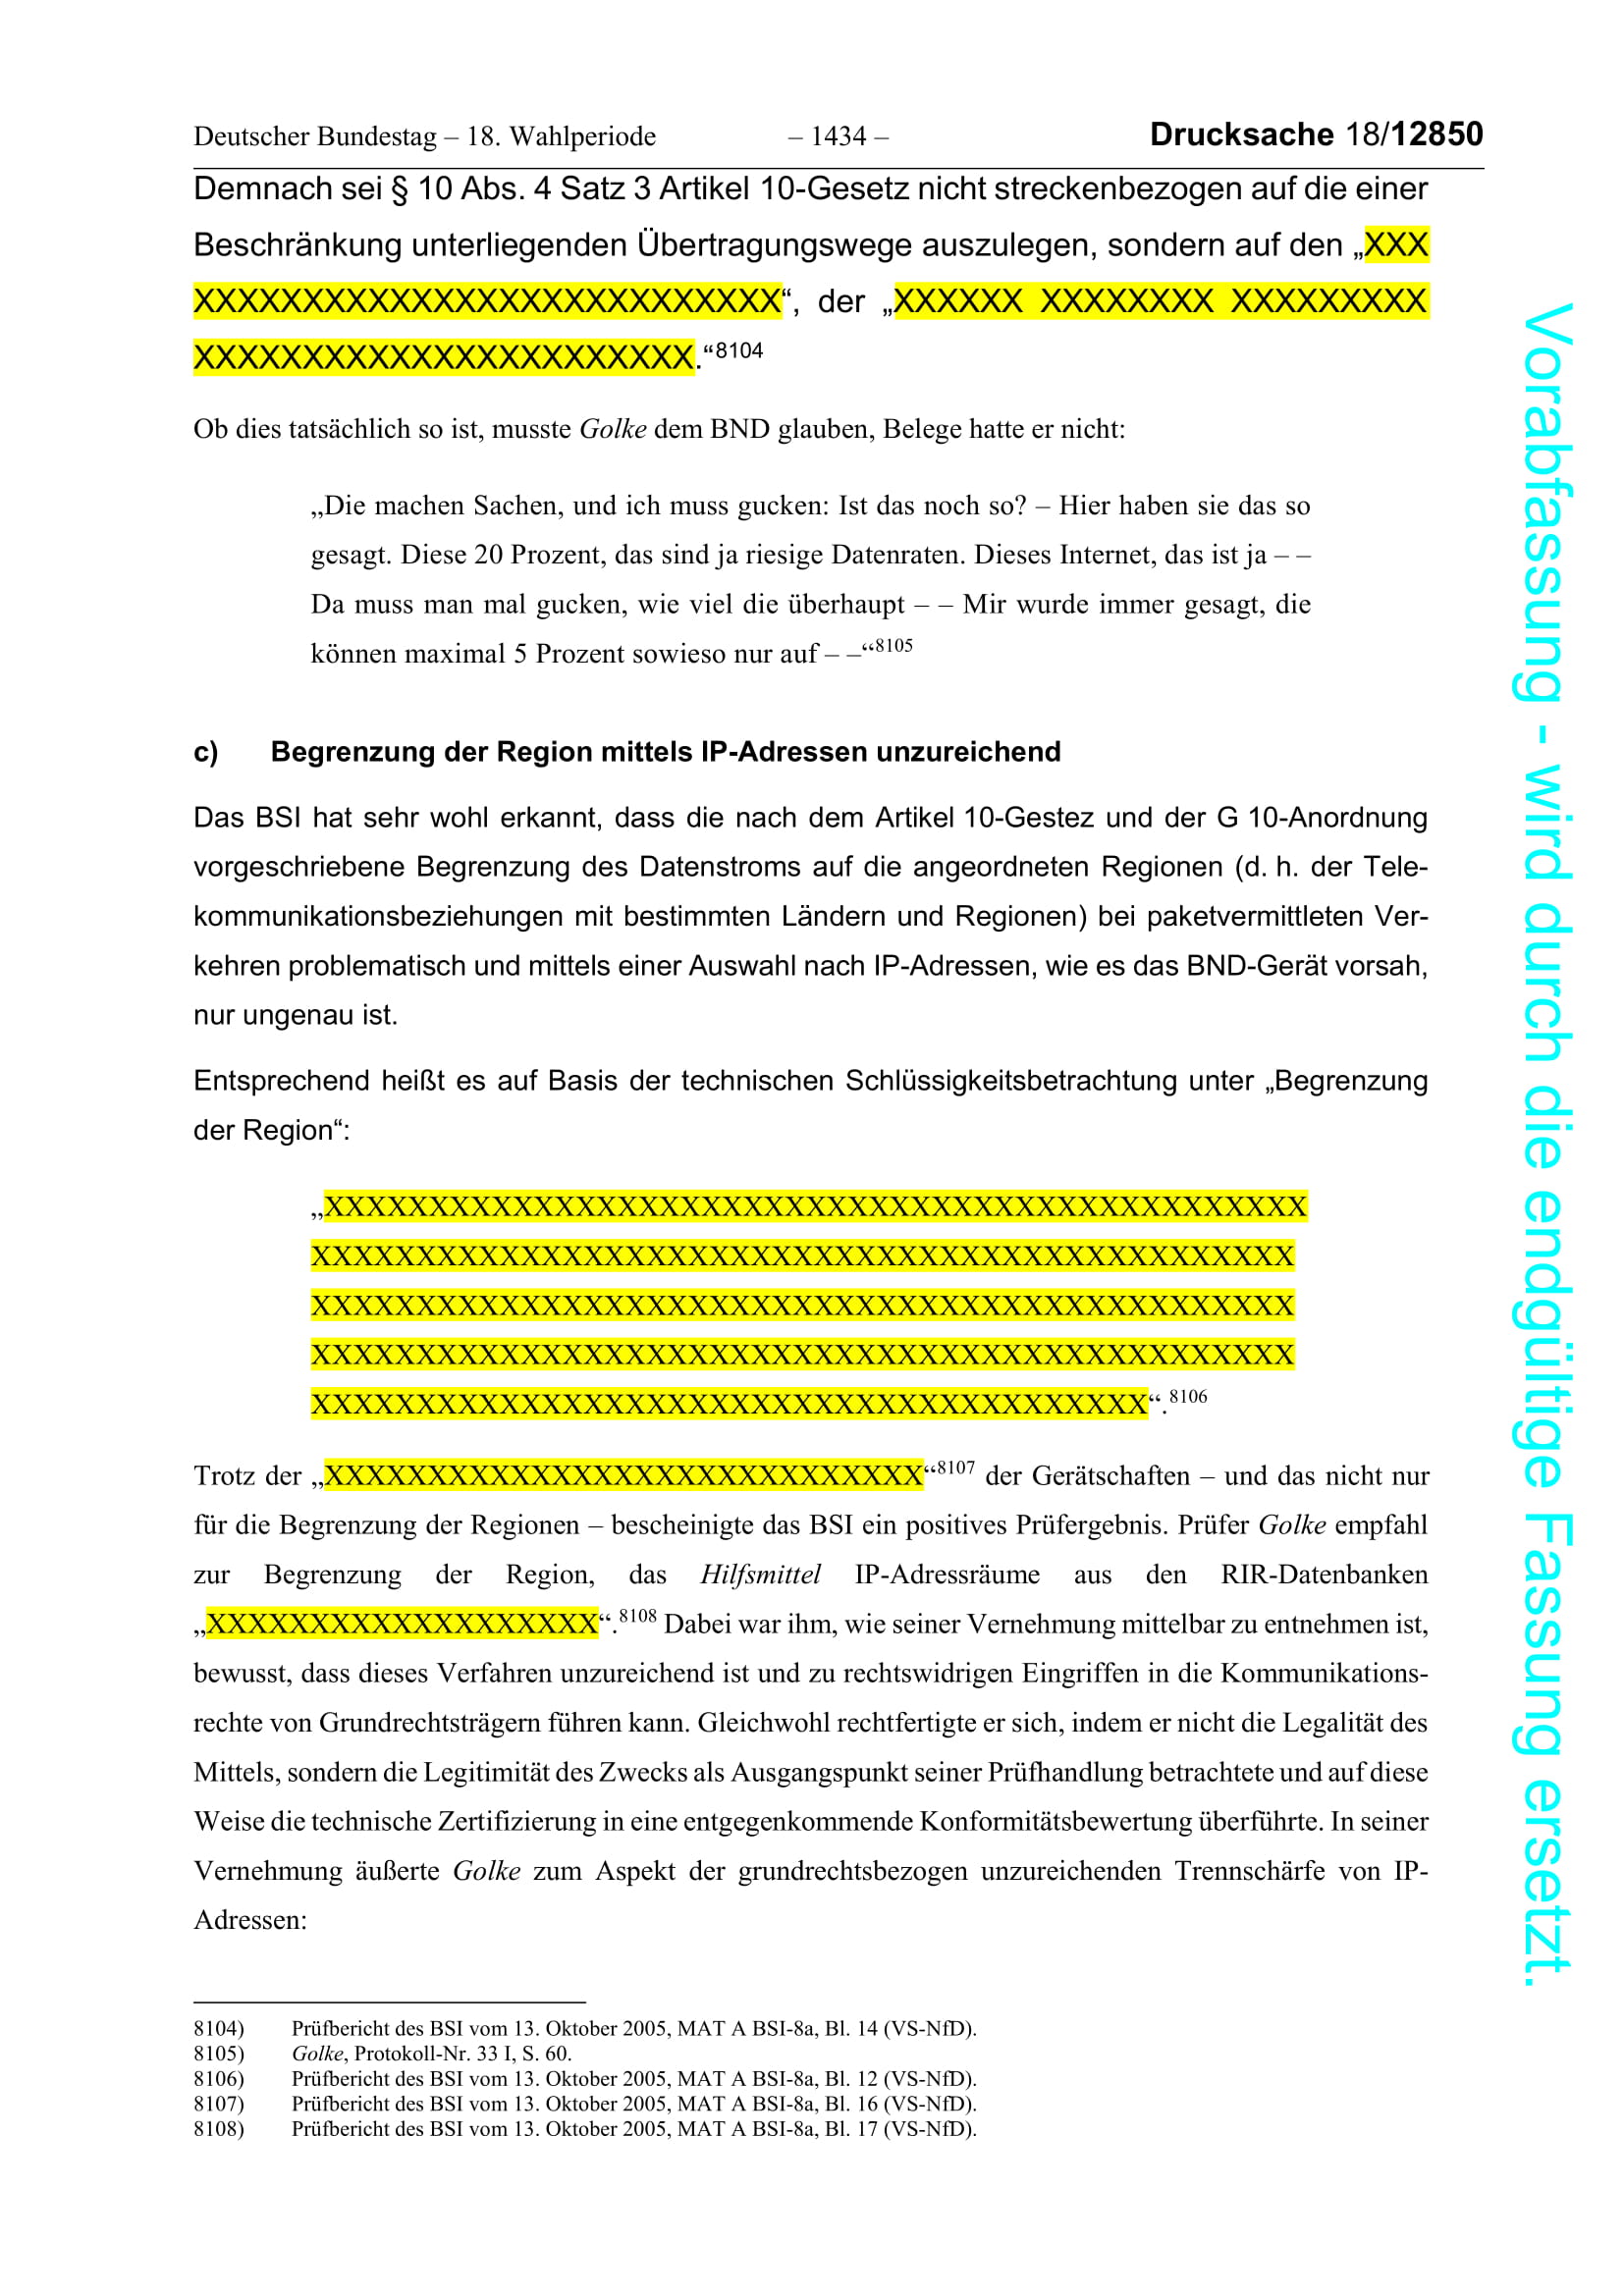 Deutscher Bundestag – 18. Wahlperiode – 1434 – Drucksache 18/12850
Demnach sei § 10 Abs. 4 Satz 3 Artikel 10-Gesetz nicht streckenbezogen auf die einer
Beschränkung unterliegenden Übertragungswege auszulegen, sondern auf den „XXX
XXXXXXXXXXXXXXXXXXXXXXXXXXX“, der „XXXXXX XXXXXXXX XXXXXXXXX
XXXXXXXXXXXXXXXXXXXXXXX.“8104
Ob dies tatsächlich so ist, musste Golke dem BND glauben, Belege hatte er nicht:
„Die machen Sachen, und ich muss gucken: Ist das noch so? – Hier haben sie das so
gesagt. Diese 20 Prozent, das sind ja riesige Datenraten. Dieses Internet, das ist ja – –
Da muss man mal gucken, wie viel die überhaupt – – Mir wurde immer gesagt, die
können maximal 5 Prozent sowieso nur auf – –“8105
c) Begrenzung der Region mittels IP-Adressen unzureichend
Das BSI hat sehr wohl erkannt, dass die nach dem Artikel 10-Gestez und der G 10-Anordnung
vorgeschriebene Begrenzung des Datenstroms auf die angeordneten Regionen (d. h. der Tele-
kommunikationsbeziehungen mit bestimmten Ländern und Regionen) bei paketvermittleten Ver-
kehren problematisch und mittels einer Auswahl nach IP-Adressen, wie es das BND-Gerät vorsah,
nur ungenau ist.
Entsprechend heißt es auf Basis der technischen Schlüssigkeitsbetrachtung unter „Begrenzung
der Region“:
„XXXXXXXXXXXXXXXXXXXXXXXXXXXXXXXXXXXXXXXXXXXXXXX
XXXXXXXXXXXXXXXXXXXXXXXXXXXXXXXXXXXXXXXXXXXXXXX
XXXXXXXXXXXXXXXXXXXXXXXXXXXXXXXXXXXXXXXXXXXXXXX
XXXXXXXXXXXXXXXXXXXXXXXXXXXXXXXXXXXXXXXXXXXXXXX
XXXXXXXXXXXXXXXXXXXXXXXXXXXXXXXXXXXXXXXX“.8106
Trotz der „XXXXXXXXXXXXXXXXXXXXXXXXXXXXX“8107 der Gerätschaften – und das nicht nur
für die Begrenzung der Regionen – bescheinigte das BSI ein positives Prüfergebnis. Prüfer Golke empfahl
zur Begrenzung der Region, das Hilfsmittel IP-Adressräume aus den RIR-Datenbanken
„XXXXXXXXXXXXXXXXXXX“.8108 Dabei war ihm, wie seiner Vernehmung mittelbar zu entnehmen ist,
bewusst, dass dieses Verfahren unzureichend ist und zu rechtswidrigen Eingriffen in die Kommunikations-
rechte von Grundrechtsträgern führen kann. Gleichwohl rechtfertigte er sich, indem er nicht die Legalität des
Mittels, sondern die Legitimität des Zwecks als Ausgangspunkt seiner Prüfhandlung betrachtete und auf diese
Weise die technische Zertifizierung in eine entgegenkommende Konformitätsbewertung überführte. In seiner
Vernehmung äußerte Golke zum Aspekt der grundrechtsbezogen unzureichenden Trennschärfe von IP-
Adressen:
8104) Prüfbericht des BSI vom 13. Oktober 2005, MAT A BSI-8a, Bl. 14 (VS-NfD).
8105) Golke, Protokoll-Nr. 33 I, S. 60.
8106) Prüfbericht des BSI vom 13. Oktober 2005, MAT A BSI-8a, Bl. 12 (VS-NfD).
8107) Prüfbericht des BSI vom 13. Oktober 2005, MAT A BSI-8a, Bl. 16 (VS-NfD).
8108) Prüfbericht des BSI vom 13. Oktober 2005, MAT A BSI-8a, Bl. 17 (VS-NfD).
Vorabfassung - wird durch die endgültige Fassung ersetzt.